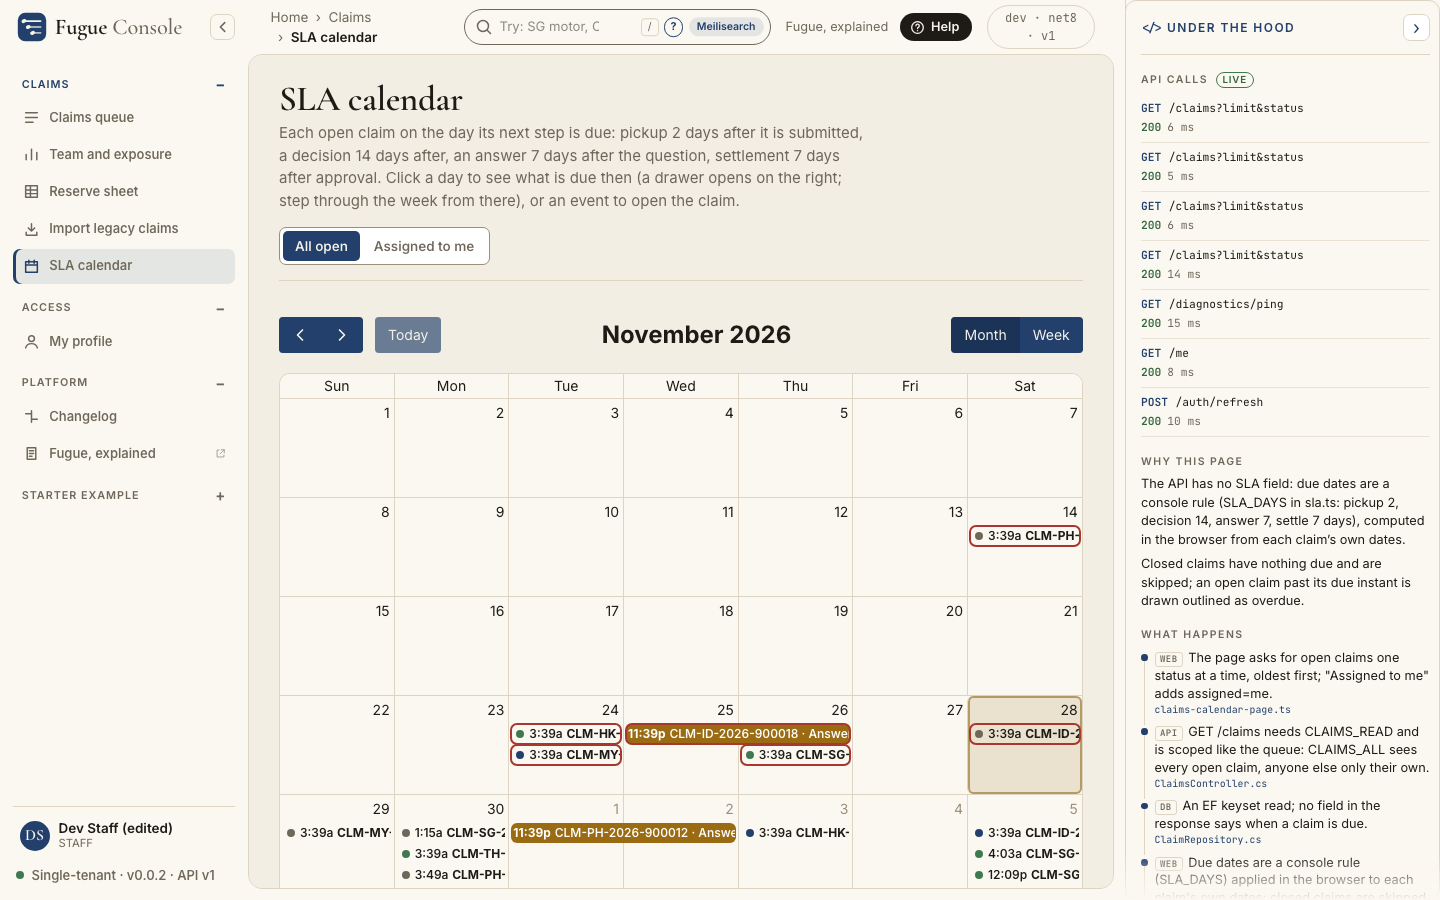 Fugue Console
Home › Claims
› SLA calendar
Try: SG motor, C
/
?
Meilisearch
Fugue, explained
Help
dev · net8
· v1
CLAIMS
Claims queue
Team and exposure
Reserve sheet
Import legacy claims
SLA calendar
ACCESS
My profile
PLATFORM
Changelog
Fugue, explained
STARTER EXAMPLE
DS
Dev Staff (edited)
STAFF
Single-tenant · v0.0.2 · API v1
SLA calendar
Each open claim on the day its next step is due: pickup 2 days after it is submitted,
a decision 14 days after, an answer 7 days after the question, settlement 7 days
after approval. Click a day to see what is due then (a drawer opens on the right;
step through the week from there), or an event to open the claim.
All open
Assigned to me
Today
November 2026
Month
Week
Sun Mon Tue Wed Thu Fri Sat
1 2 3 4 5 6 7
8 9 10 11 12 13 14
3:39a CLM-PH-
15 16 17 18 19 20 21
22 23 24 25 26 27 28
3:39a CLM-HK-
11:39p CLM-ID-2026-900018 · Answe
3:39a CLM-ID-2
3:39a CLM-MY-
3:39a CLM-SG-
29 30 1 2 3 4 5
3:39a CLM-MY-
1:15a CLM-SG-2
11:39p CLM-PH-2026-900012 · Answe
3:39a CLM-HK-
3:39a CLM-ID-2
3:39a CLM-TH-
4:03a CLM-SG-
3:49a CLM-PH-
12:09p CLM-SG
</> UNDER THE HOOD
API CALLS LIVE
GET /claims?limit&status
200 6 ms
GET /claims?limit&status
200 5 ms
GET /claims?limit&status
200 6 ms
GET /claims?limit&status
200 14 ms
GET /diagnostics/ping
200 15 ms
GET /me
200 8 ms
POST /auth/refresh
200 10 ms
WHY THIS PAGE
The API has no SLA field: due dates are a
console rule (SLA_DAYS in sla.ts: pickup 2,
decision 14, answer 7, settle 7 days), computed
in the browser from each claim's own dates.
Closed claims have nothing due and are
skipped; an open claim past its due instant is
drawn outlined as overdue.
WHAT HAPPENS
WEB The page asks for open claims one
status at a time, oldest first; "Assigned to me"
adds assigned=me.
claims-calendar-page.ts
API GET /claims needs CLAIMS_READ and
is scoped like the queue: CLAIMS_ALL sees
every open claim, anyone else only their own.
ClaimsController.cs
DB An EF keyset read; no field in the
response says when a claim is due.
ClaimRepository.cs
WEB Due dates are a console rule
(SLA_DAYS) applied in the browser to each
claim's own dates; closed claims are skipped